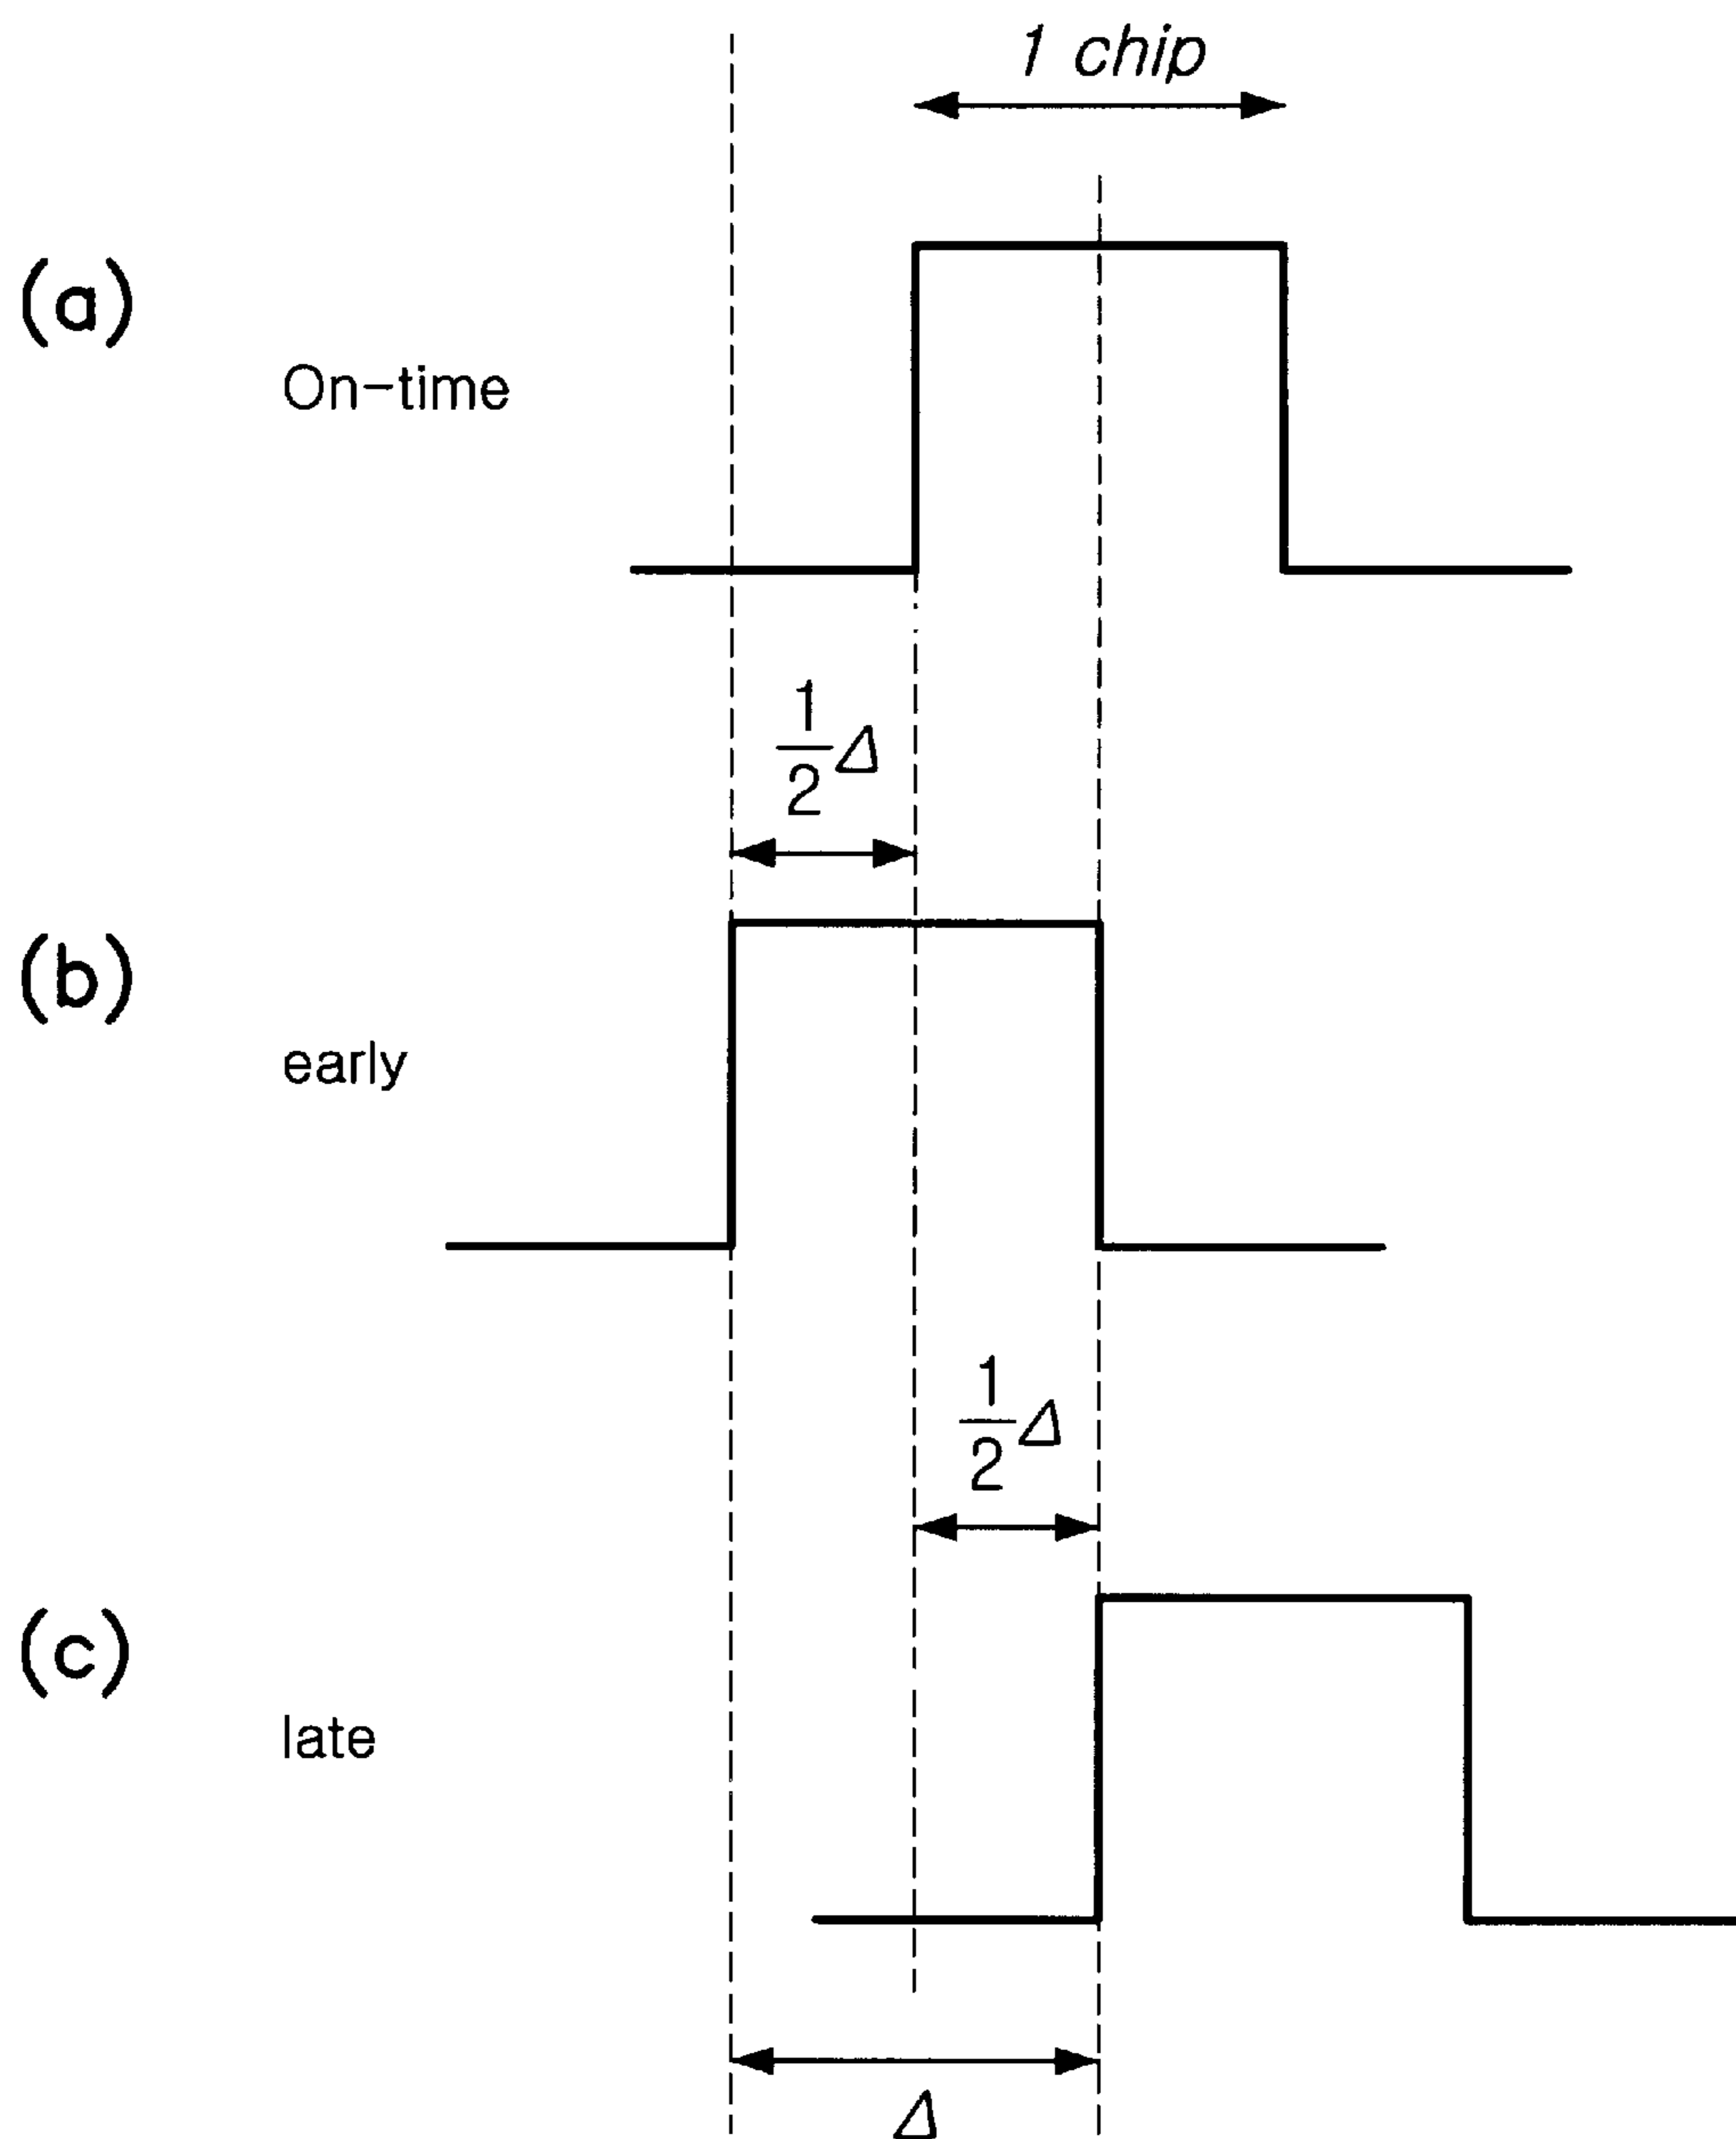 1 chip
(a)
On-time
1/2 Δ
(b)
early
1/2 Δ
(c)
late
Δ